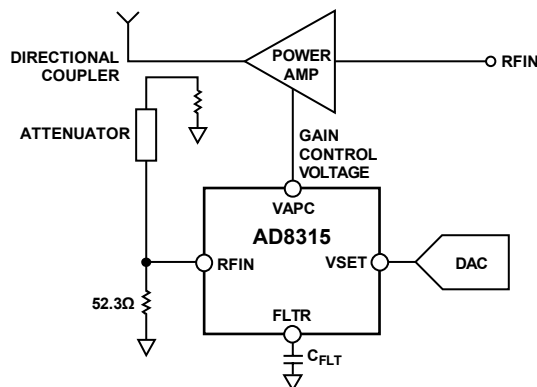 DIRECTIONAL
COUPLER
POWER
AMP
RFIN
ATTENUATOR
GAIN
CONTROL
VOLTAGE
VAPC
AD8315
RFIN
VSET
DAC
52.3Ω
FLTR
CFLT